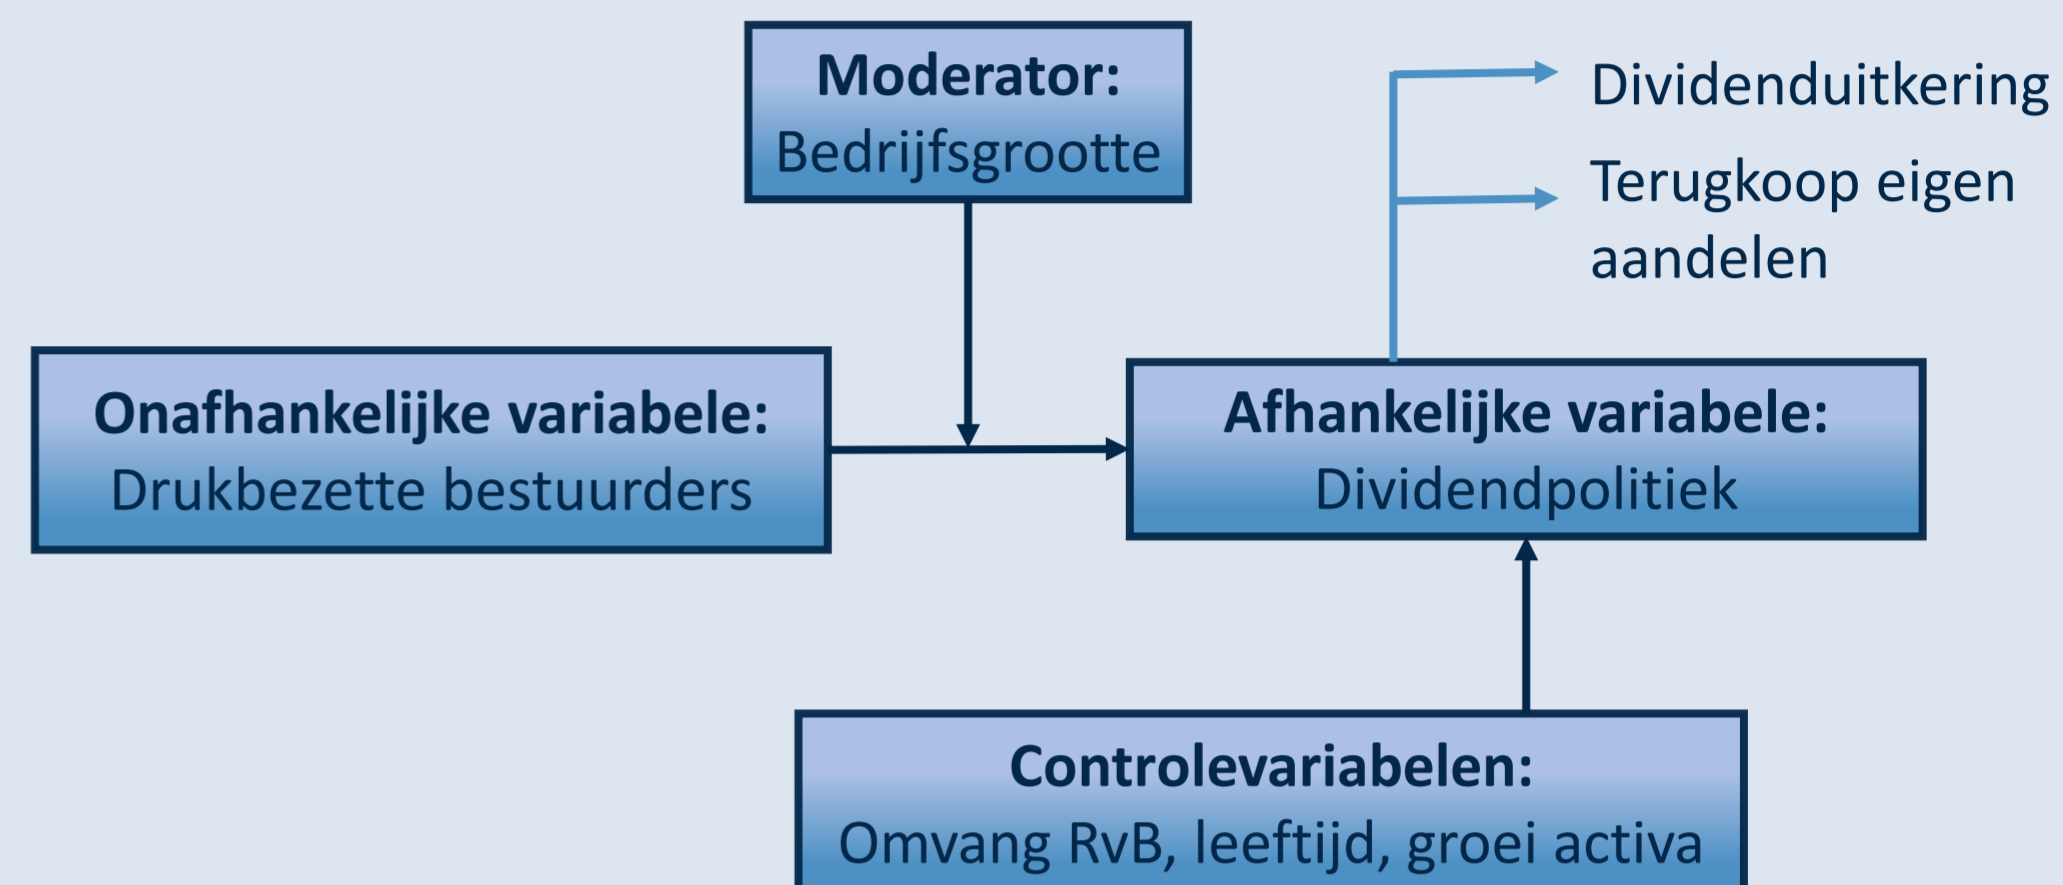 Moderator:
Bedrijfsgrootte
Dividenduitkering
Terugkoop eigen
aandelen
Onafhankelijke variabele:
Drukbezette bestuurders
Afhankelijke variabele:
Dividendpolitiek
Controlevariabelen:
Omvang RvB, leeftijd, groei activa